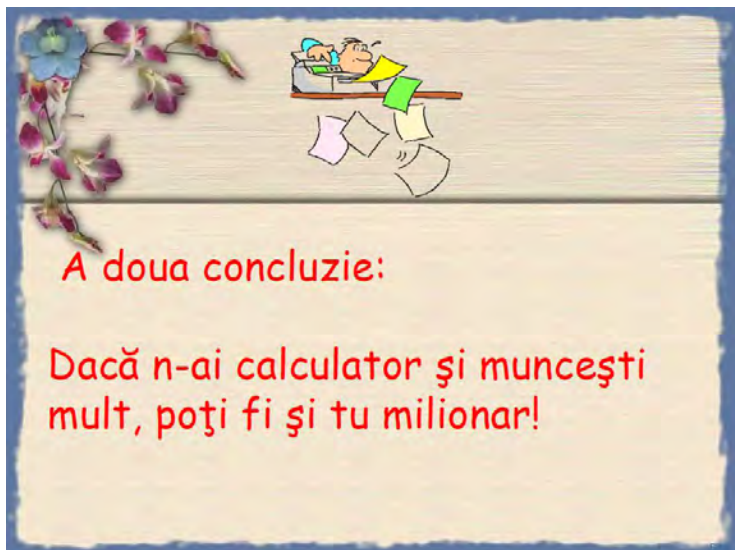 A doua concluzie:
Dacă n-ai calculator şi munceşti
mult, poţi fi şi tu milionar!